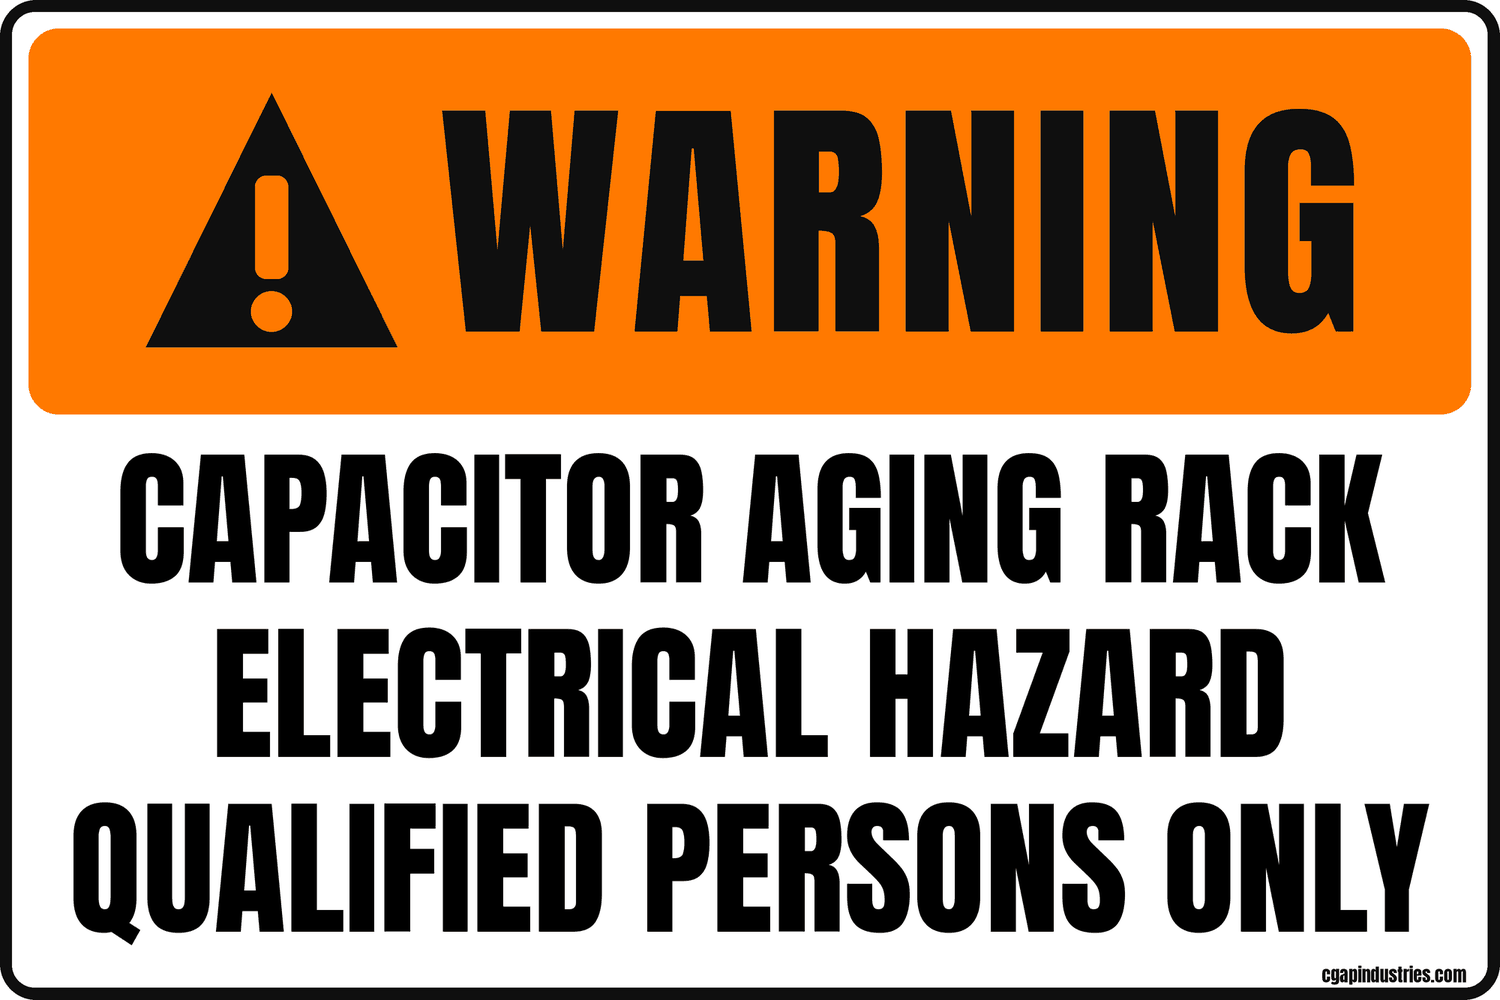 WARNING
CAPACITOR AGING RACK
ELECTRICAL HAZARD
QUALIFIED PERSONS ONLY
cgapindustries.com